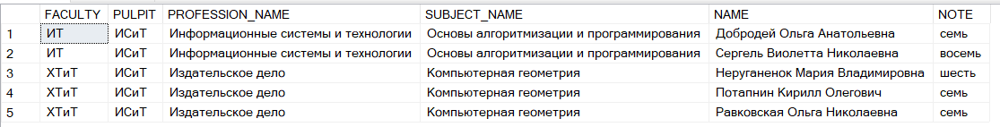 FACULTY PULPIT PROFESSION_NAME SUBJECT_NAME NAME NOTE
1 ИТ ИСиТ Информационные системы и технологии Основы алгоритмизации и программирования Добродей Ольга Анатольевна семь
2 ИТ ИСиТ Информационные системы и технологии Основы алгоритмизации и программирования Сергель Виолетта Николаевна восемь
3 ХТиТ ИСиТ Издательское дело Компьютерная геометрия Неруганенок Мария Владимировна шесть
4 ХТиТ ИСиТ Издательское дело Компьютерная геометрия Потапнин Кирилл Олегович семь
5 ХТиТ ИСиТ Издательское дело Компьютерная геометрия Равковская Ольга Николаевна семь